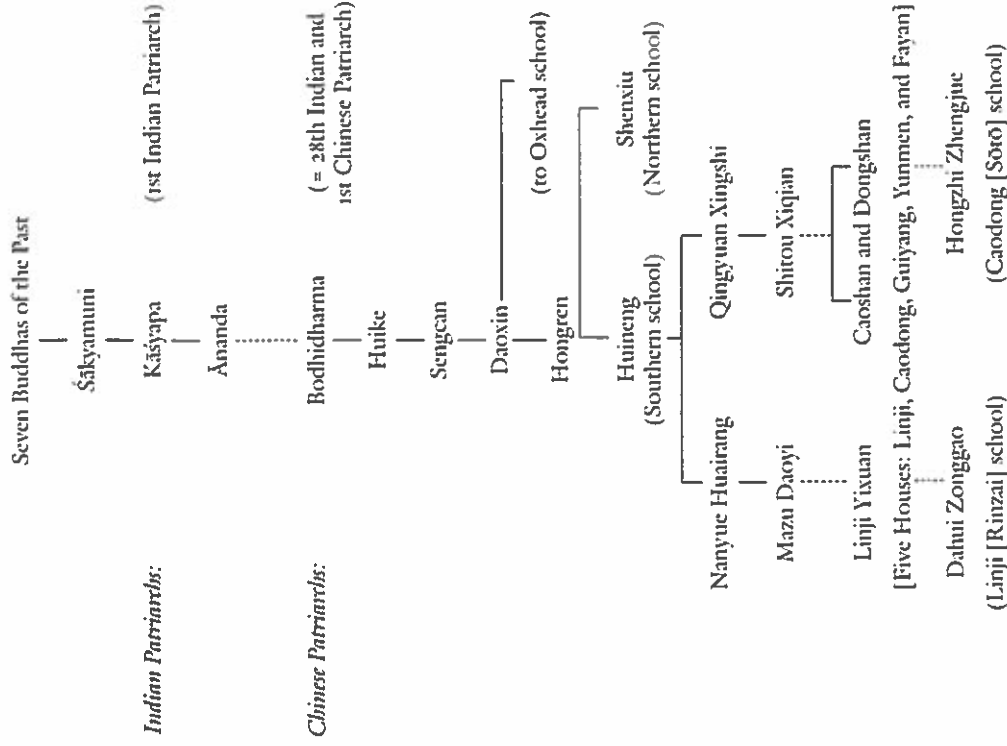 Seven Buddhas of the Past
Śākyamuni
Indian Patriarchs: Kāśyapa (1st Indian Patriarch)
Ānanda
Chinese Patriarchs: Bodhidharma (= 28th Indian and
1st Chinese Patriarch)
Huike
Sengcan
Daoxin
Hongren (to Oxhead school)
Huineng Shenxiu
(Southern school) (Northern school)
Nanyue Huairang Qingyuan Xingshi
Mazu Daoyi Shitou Xiqian
Linji Yixuan Caoshan and Dongshan
[Five Houses: Linji, Caodong, Guiyang, Yunmen, and Fayan]
Dahui Zonggao Hongzhi Zhengjue
(Linji [Rinzai] school) (Caodong [Sōtō] school)